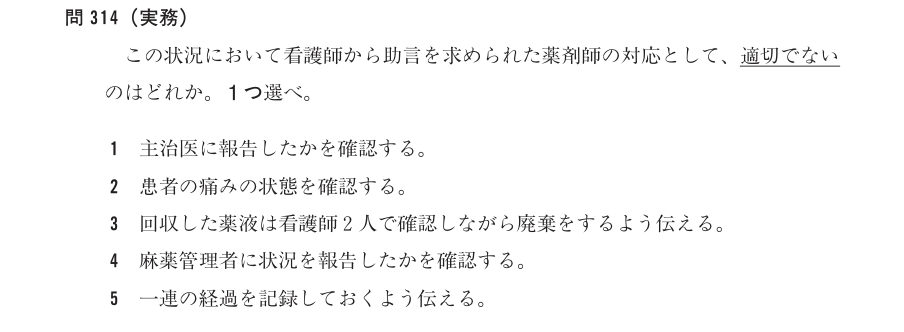 問 314（実務）
この状況において看護師から助言を求められた薬剤師の対応として、適切でない
のはどれか。1つ選べ。
1 主治医に報告したかを確認する。
2 患者の痛みの状態を確認する。
3 回収した薬液は看護師2人で確認しながら廃棄をするよう伝える。
4 麻薬管理者に状況を報告したかを確認する。
5 一連の経過を記録しておくよう伝える。